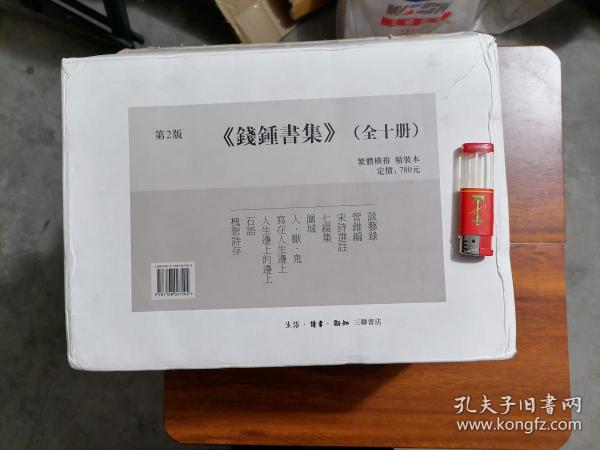 第2版
《錢鍾書集》(全十册)
繁體橫排 精裝本
定價：780元
談藝錄
管錐編
宋詩選註
七綴集
圍城
人·獸·鬼
寫在人生邊上
人生邊上的邊上
石語
槐聚詩存
生活·讀書·新知 三聯書店
孔夫子旧书网
www.kongfz.com